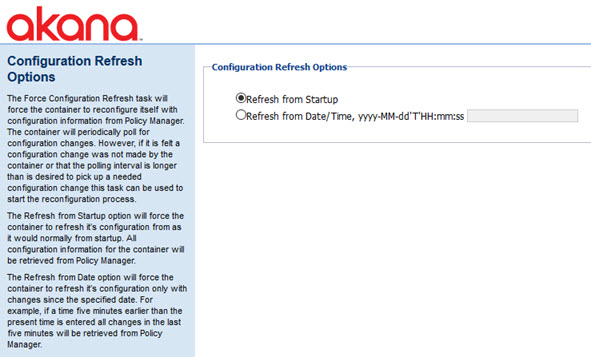 akana
Configuration Refresh
Options
The Force Configuration Refresh task will
force the container to reconfigure itself with
configuration information from Policy Manager.
The container will periodically poll for
configuration changes. However, if it is felt a
configuration change was not made by the
container or that the polling interval is longer
than is desired to pick up a needed
configuration change this task can be used to
start the reconfiguration process.
The Refresh from Startup option will force the
container to refresh it's configuration from as
it would normally from startup. All
configuration information for the container will
be retrieved from Policy Manager.
The Refresh from Date option will force the
container to refresh it's configuration only with
changes since the specified date. For
example, if a time five minutes earlier than the
present time is entered all changes in the last
five minutes will be retrieved from Policy
Manager.
Configuration Refresh Options
Refresh from Startup
Refresh from Date/Time, yyyy-MM-dd'T'HH:mm:ss